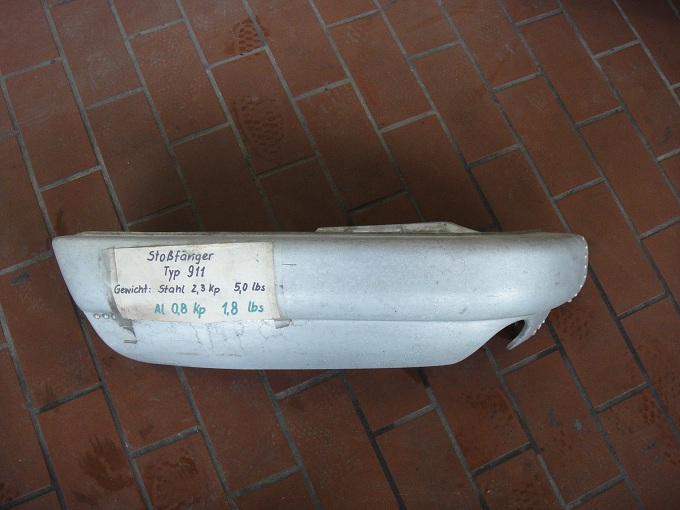 Stoßfänger
Typ 911
Gewicht: Stahl 2,3 Kp 5,0 lbs
Al 0,8 Kp 1,8 lbs